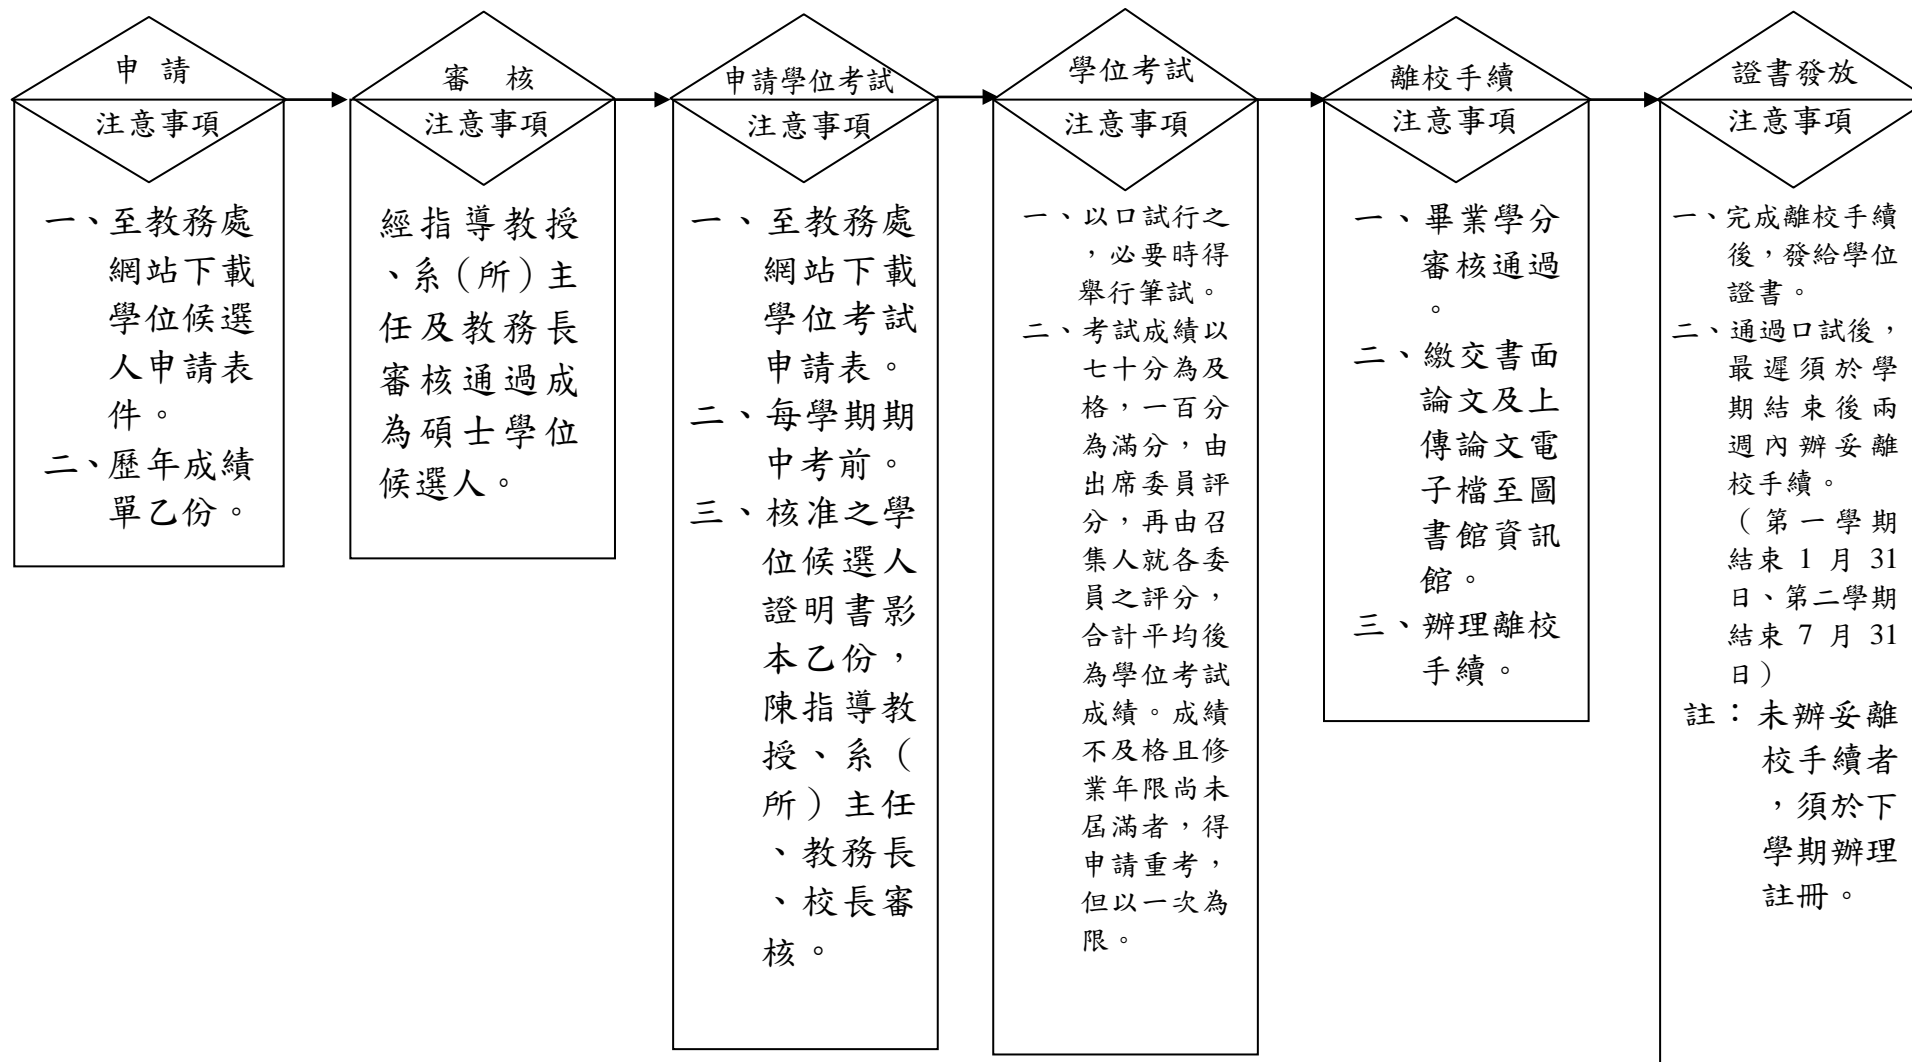 申 請
注意事項
一、至教務處
網站下載
學位候選
人申請表
件。
二、歷年成績
單乙份。
審 核
注意事項
經指導教授
、系（所）主
任及教務長
審核通過成
為碩士學位
候選人。
申請學位考試
注意事項
一、至教務處
網站下載
學位考試
申請表。
二、每學期期
中考前。
三、核准之學
位候選人
證明書影
本乙份，
陳指導教
授、系（
所）主任
、教務長
、校長審
核。
學位考試
注意事項
一、以口試行之
，必要時得
舉行筆試。
二、考試成績以
七十分為及
格，一百分
為滿分，由
出席委員評
分，再由召
集人就各委
員之評分，
合計平均後
為學位考試
成績。成績
不及格且修
業年限尚未
屆滿者，得
申請重考，
但以一次為
限。
離校手續
注意事項
一、畢業學分
審核通過
。
二、繳交書面
論文及上
傳論文電
子檔至圖
書館資訊
館。
三、辦理離校
手續。
證書發放
注意事項
一、完成離校手續
後，發給學位
證書。
二、通過口試後，
最遲須於學
期結束後兩
週內辦妥離
校手續。
（第一學期
結束 1 月 31
日、第二學期
結束 7 月 31
日）
註：未辦妥離
校手續者
，須於下
學期辦理
註冊。